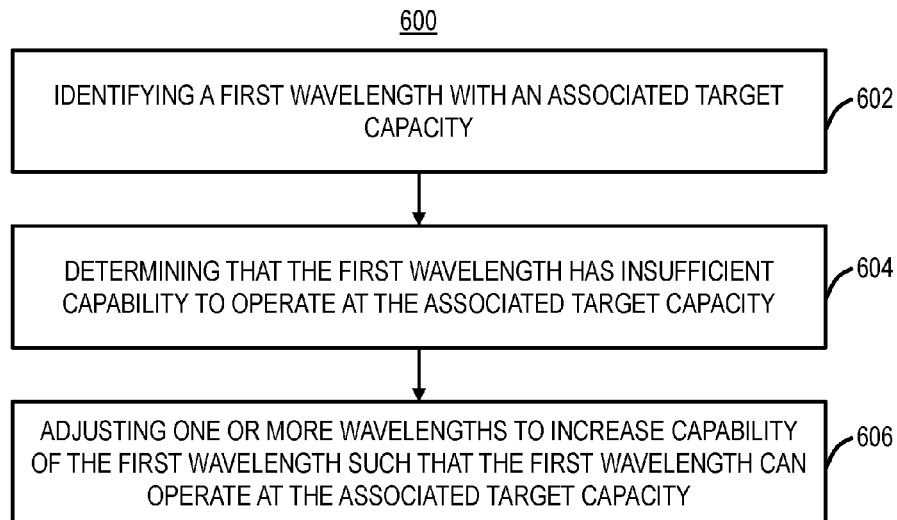 600
IDENTIFYING A FIRST WAVELENGTH WITH AN ASSOCIATED TARGET
CAPACITY
602
DETERMINING THAT THE FIRST WAVELENGTH HAS INSUFFICIENT
CAPABILITY TO OPERATE AT THE ASSOCIATED TARGET CAPACITY
604
ADJUSTING ONE OR MORE WAVELENGTHS TO INCREASE CAPABILITY
OF THE FIRST WAVELENGTH SUCH THAT THE FIRST WAVELENGTH CAN
OPERATE AT THE ASSOCIATED TARGET CAPACITY
606